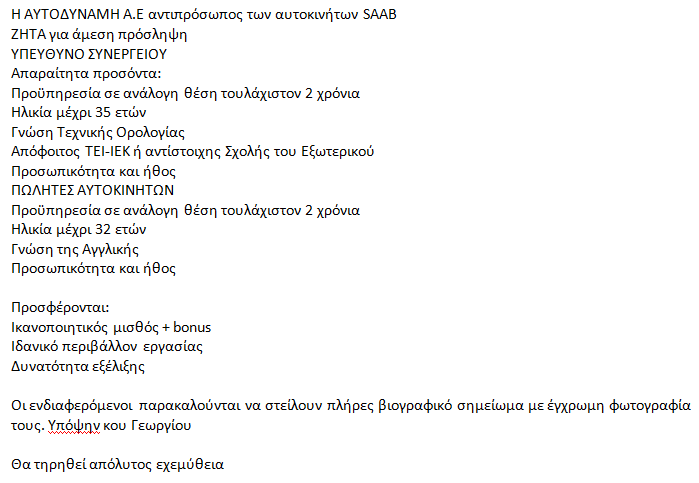 Η ΑΥΤΟΔΥΝΑΜΗ Α.Ε αντιπρόσωπος των αυτοκινήτων SAAB
ΖΗΤΑ για άμεση πρόσληψη
ΥΠΕΥΘΥΝΟ ΣΥΝΕΡΓΕΙΟΥ
Απαραίτητα προσόντα:
Προϋπηρεσία σε ανάλογη θέση τουλάχιστον 2 χρόνια
Ηλικία μέχρι 35 ετών
Γνώση Τεχνικής Ορολογίας
Απόφοιτος ΤΕΙ-ΙΕΚ ή αντίστοιχης Σχολής του Εξωτερικού
Προσωπικότητα και ήθος
ΠΩΛΗΤΕΣ ΑΥΤΟΚΙΝΗΤΩΝ
Προϋπηρεσία σε ανάλογη θέση τουλάχιστον 2 χρόνια
Ηλικία μέχρι 32 ετών
Γνώση της Αγγλικής
Προσωπικότητα και ήθος
Προσφέρονται:
Ικανοποιητικός μισθός + bonus
Ιδανικό περιβάλλον εργασίας
Δυνατότητα εξέλιξης
Οι ενδιαφερόμενοι παρακαλούνται να στείλουν πλήρες βιογραφικό σημείωμα με έγχρωμη φωτογραφία
τους. Υπόψην κου Γεωργίου
Θα τηρηθεί απόλυτος εχεμύθεια